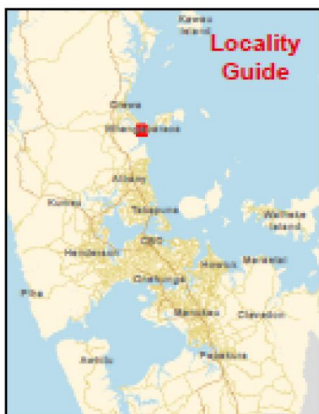 Kawau
Island
Locality
Guide
Orewa
Albany
Kumeu
Takapuna
Waiheke
Island
CBD
Henderson
Howick
Maraetai
Onehunga
Piha
Manukau
Clevedon
Papakura
Awhitu